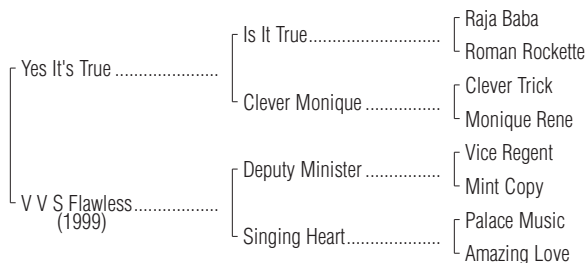 Raja Baba
Is It True
Roman Rockette
Yes It's True
Clever Trick
Clever Monique
Monique Rene
Vice Regent
Deputy Minister
Mint Copy
V V S Flawless
(1999)
Palace Music
Singing Heart
Amazing Love